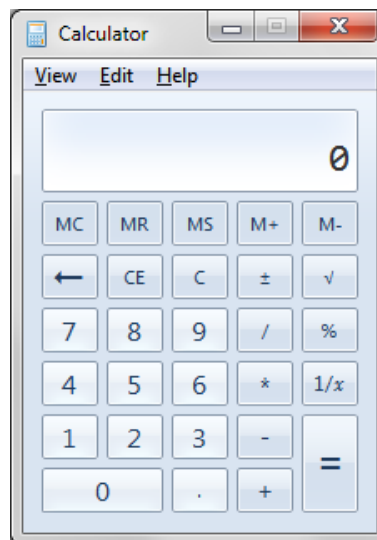 Calculator
View Edit Help
0
MC MR MS M+ M-
← CE C ± √
7 8 9 / %
4 5 6 * 1/x
1 2 3 -
=
0 . +